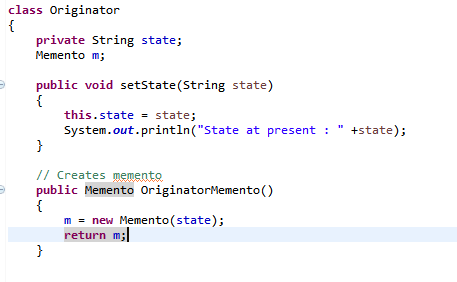 class Originator
{
    private String state;
    Memento m;
    public void setState(String state)
    {
        this.state = state;
        System.out.println("State at present : " +state);
    }
    // Creates memento
    public Memento OriginatorMemento()
    {
        m = new Memento(state);
        return m;
    }